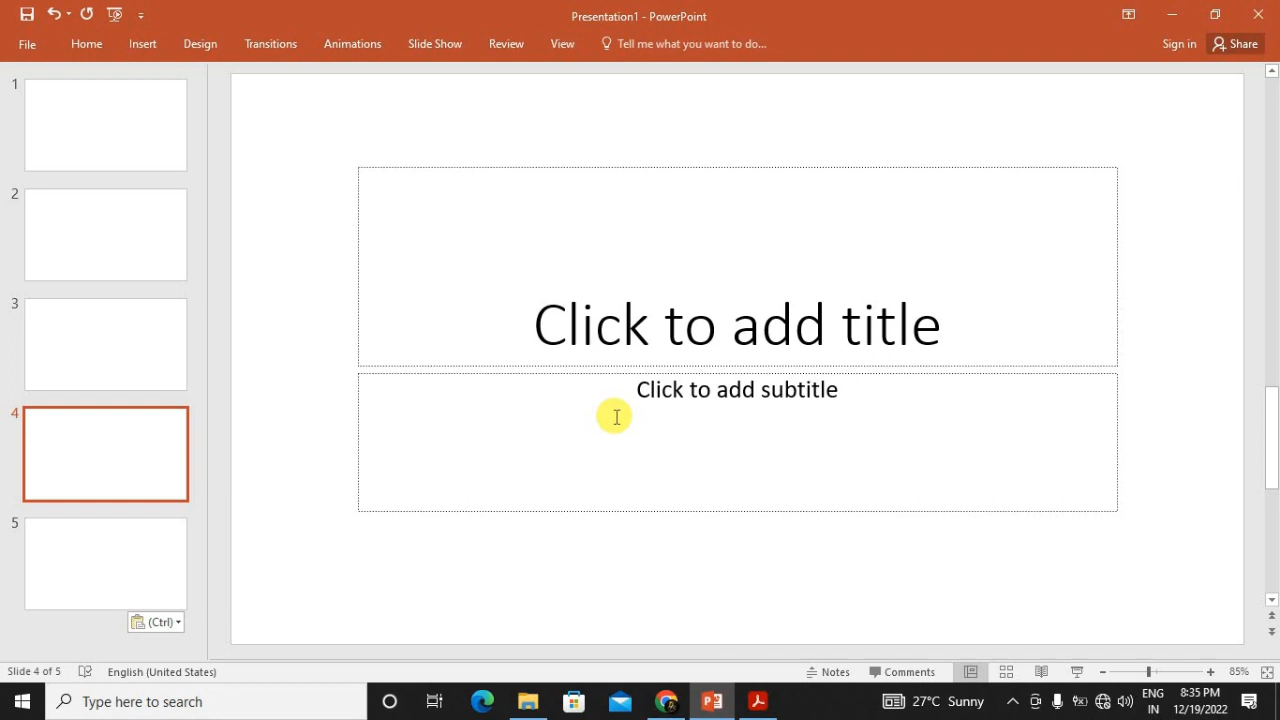 Presentation1 - PowerPoint
File Home Insert Design Transitions Animations Slide Show Review View Tell me what you want to do... Sign in Share
1
2
3
4
5
Click to add title
Click to add subtitle
(Ctrl)
Slide 4 of 5 English (United States) Notes Comments 85%
Type here to search 27°C Sunny ENG IN 8:35 PM 12/19/2022